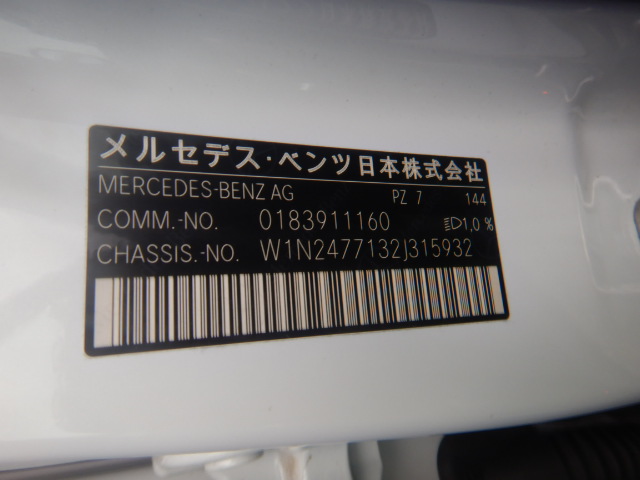 メルセデス・ベンツ日本株式会社
MERCEDES-BENZ AG PZ 7 144
COMM.-NO. 0183911160 1,0 %
CHASSIS.-NO. W1N2477132J315932